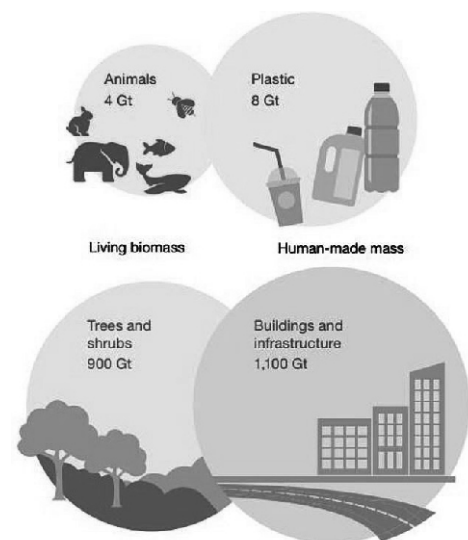 Animals
4 Gt
Plastic
8 Gt
Living biomass
Human-made mass
Trees and
shrubs
900 Gt
Buildings and
infrastructure
1,100 Gt